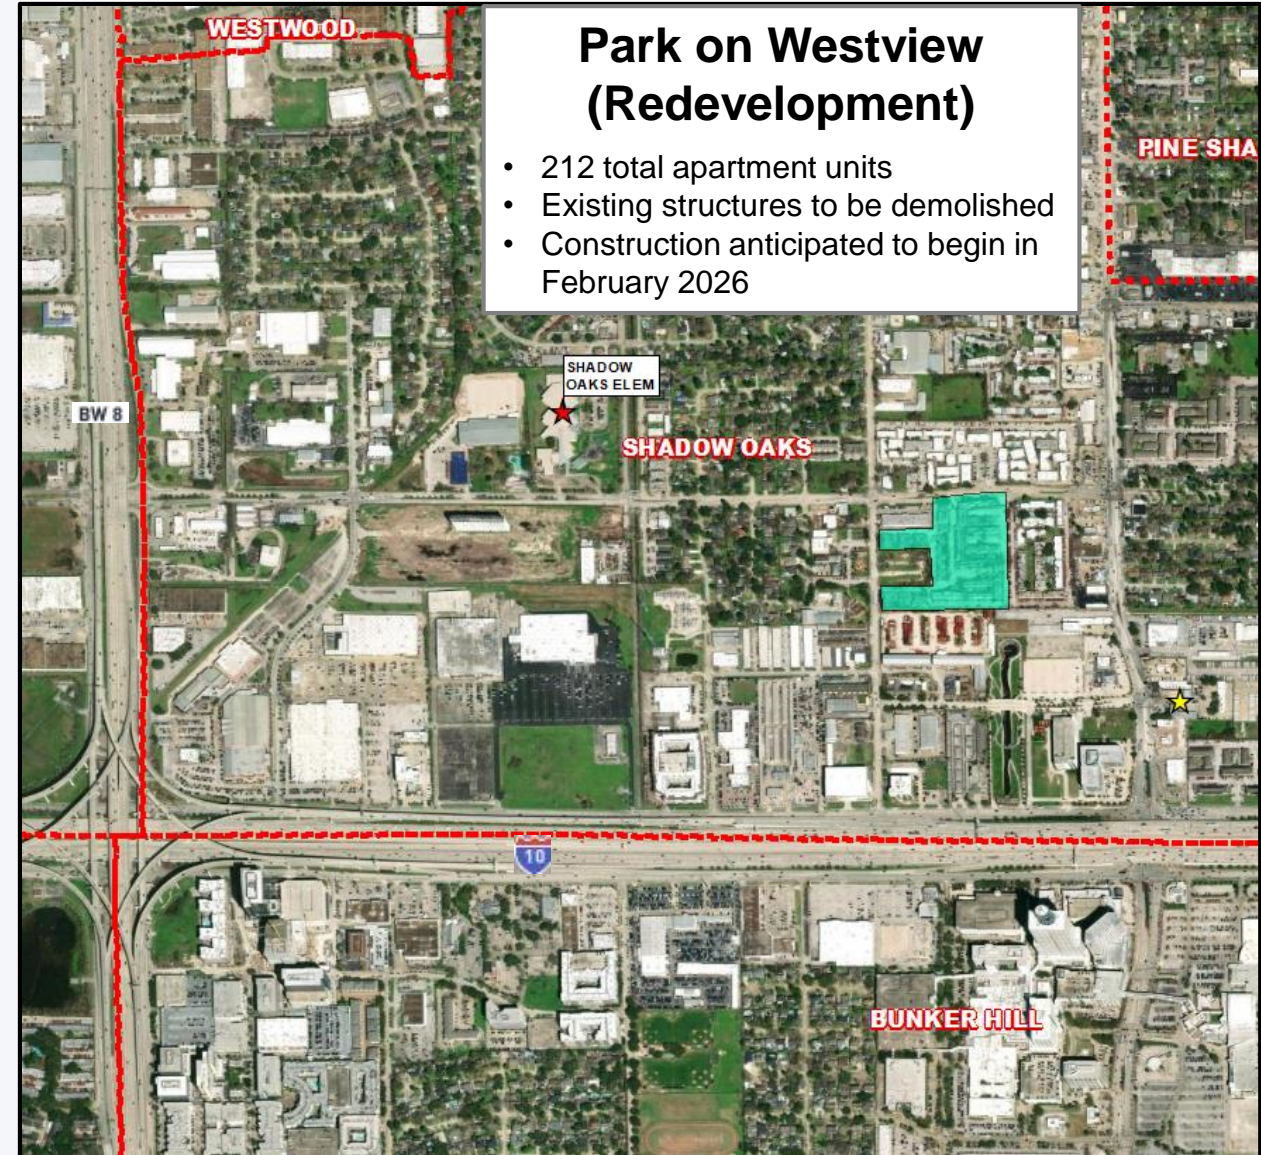 WESTWOOD
Park on Westview
(Redevelopment)
• 212 total apartment units
• Existing structures to be demolished
• Construction anticipated to begin in
February 2026
PINE SHA
SHADOW
OAKS ELEM
BW 8
SHADOW OAKS
10
BUNKER HILL